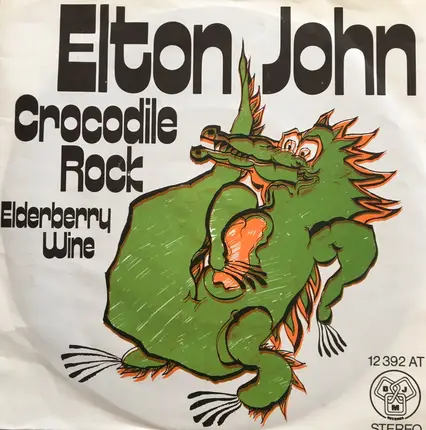 Elton John
Crocodile
Rock
Elderberry
Wine
12 392 AT
D J
M
STEREO